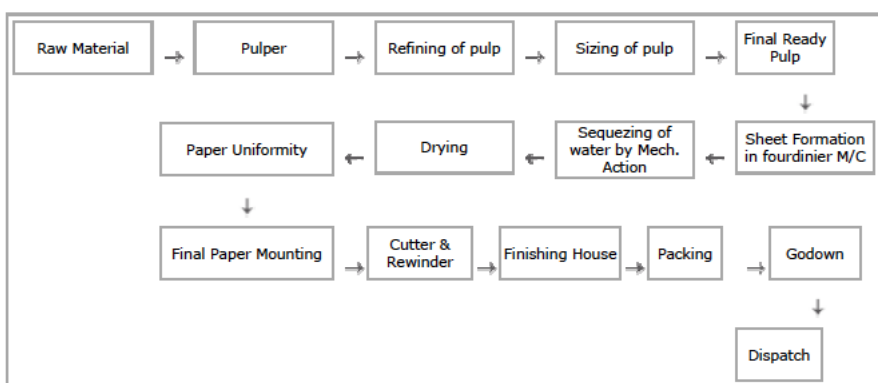 Raw Material
Pulper
Refining of pulp
Sizing of pulp
Final Ready
Pulp
Paper Uniformity
Drying
Sequezing of
water by Mech.
Action
Sheet Formation
in fourdinier M/C
Final Paper Mounting
Cutter &
Rewinder
Finishing House
Packing
Godown
Dispatch